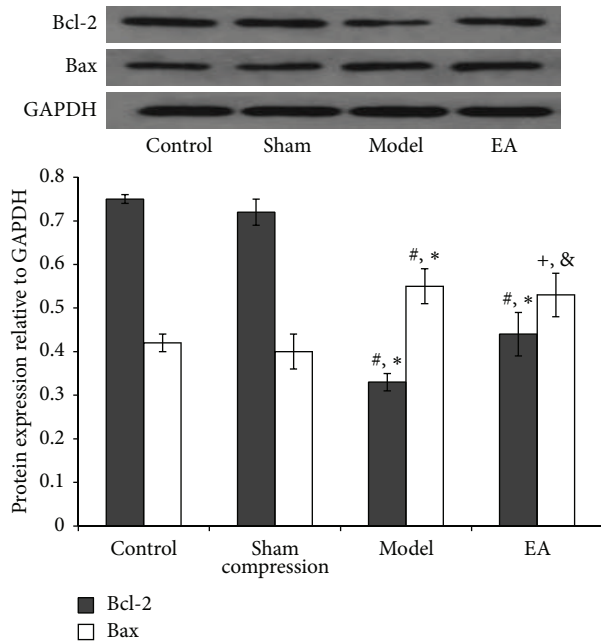 Bcl-2
Bax
GAPDH
Control Sham Model EA
Protein expression relative to GAPDH
0.8
0.7
0.6
0.5
0.4
0.3
0.2
0.1
0
#, *
#, *
#, *
+, &
Control Sham compression Model EA
Bcl-2
Bax